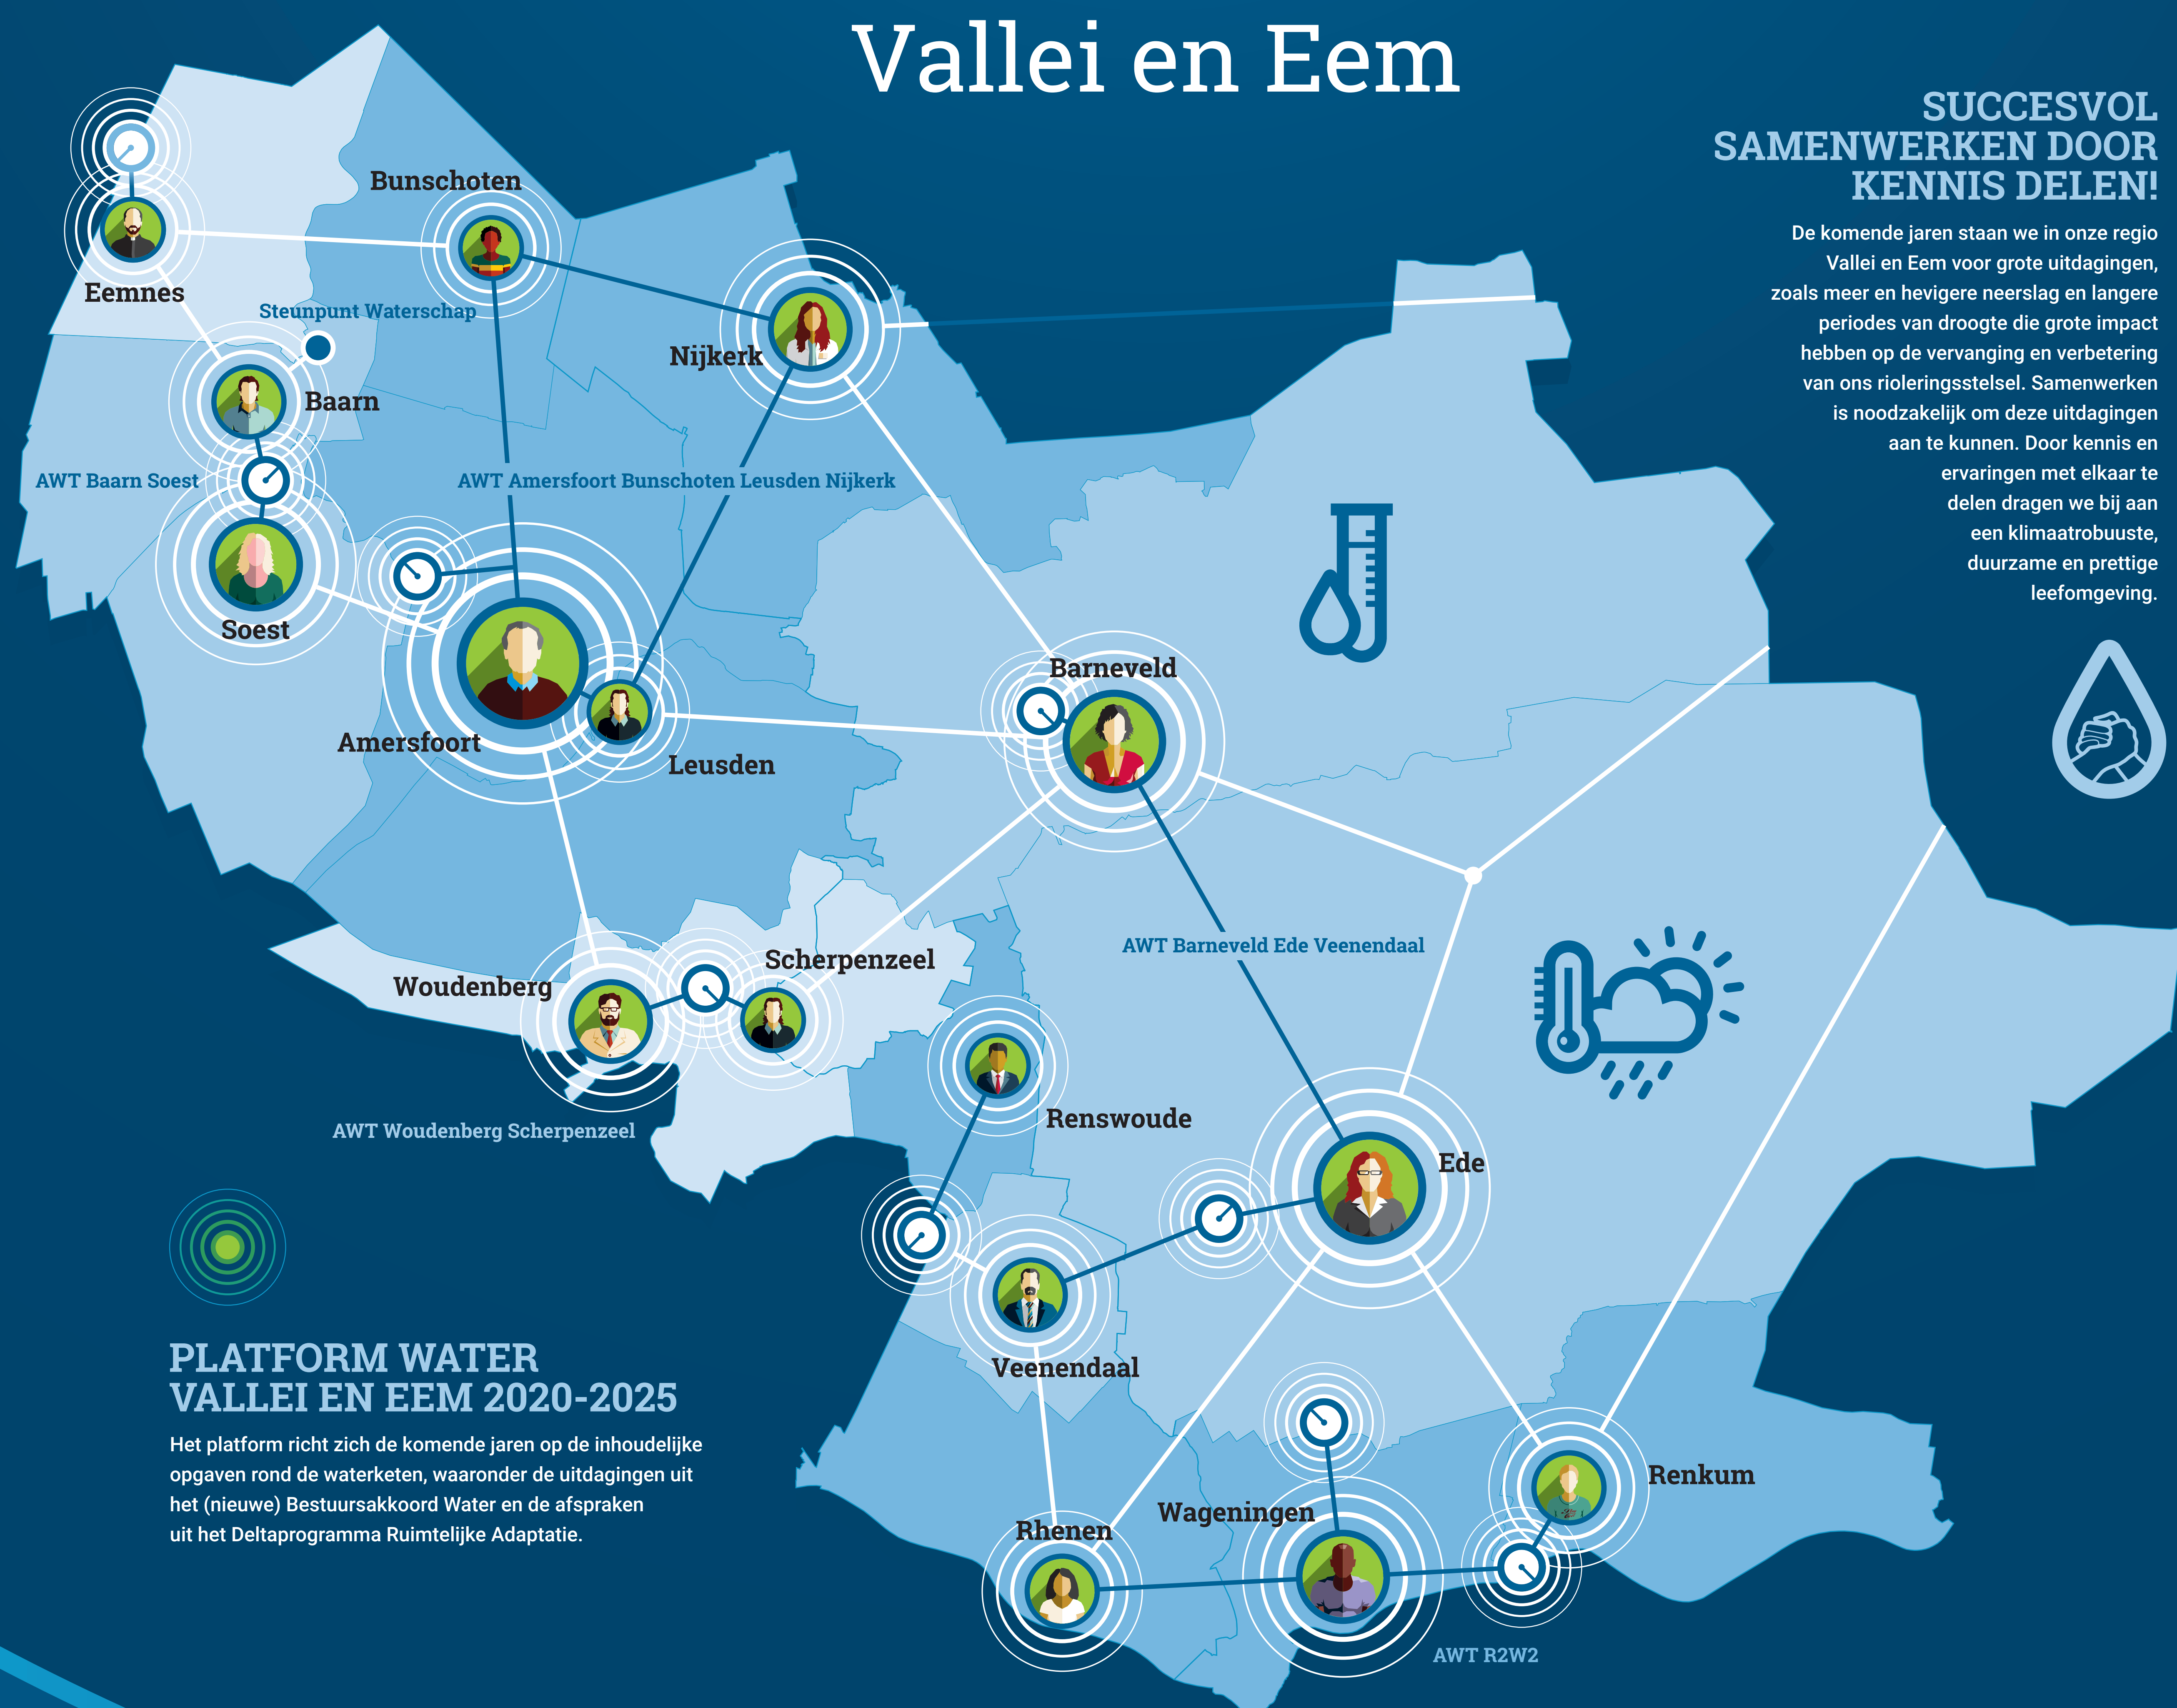 Vallei en Eem
SUCCESVOL
SAMENWERKEN DOOR
KENNIS DELEN!
De komende jaren staan we in onze regio
Vallei en Eem voor grote uitdagingen,
zoals meer en hevigere neerslag en langere
periodes van droogte die grote impact
hebben op de vervanging en verbetering
van ons rioleringsstelsel. Samenwerken
is noodzakelijk om deze uitdagingen
aan te kunnen. Door kennis en
ervaringen met elkaar te
delen dragen we bij aan
een klimaatrobuuste,
duurzame en prettige
leefomgeving.
Bunschoten
Eemnes
Steunpunt Waterschap
Nijkerk
Baarn
AWT Baarn Soest
AWT Amersfoort Bunschoten Leusden Nijkerk
Soest
Barneveld
Amersfoort
Leusden
AWT Barneveld Ede Veenendaal
Scherpenzeel
Woudenberg
Renswoude
AWT Woudenberg Scherpenzeel
Ede
Veenendaal
Renkum
Wageningen
Rhenen
AWT R2W2
PLATFORM WATER
VALLEI EN EEM 2020-2025
Het platform richt zich de komende jaren op de inhoudelijke
opgaven rond de waterketen, waaronder de uitdagingen uit
het (nieuwe) Bestuursakkoord Water en de afspraken
uit het Deltaprogramma Ruimtelijke Adaptatie.